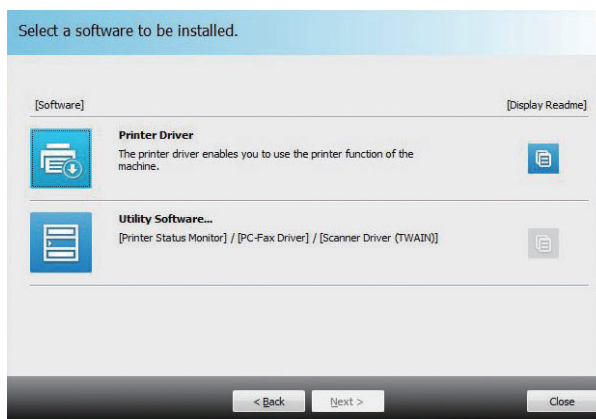 Select a software to be installed.
[Software] [Display Readme]
Printer Driver
The printer driver enables you to use the printer function of the
machine.
Utility Software...
[Printer Status Monitor] / [PC-Fax Driver] / [Scanner Driver (TWAIN)]
< Back Next > Close